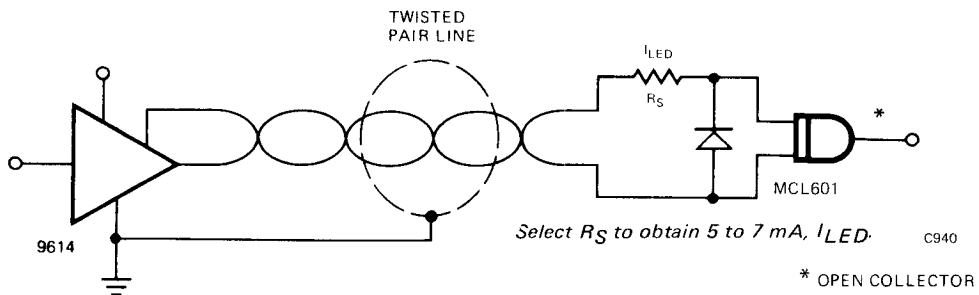 TWISTED
PAIR LINE
I_LED
R_S
*
MCL601
9614
Select R_S to obtain 5 to 7 mA, I_LED.
C940
* OPEN COLLECTOR